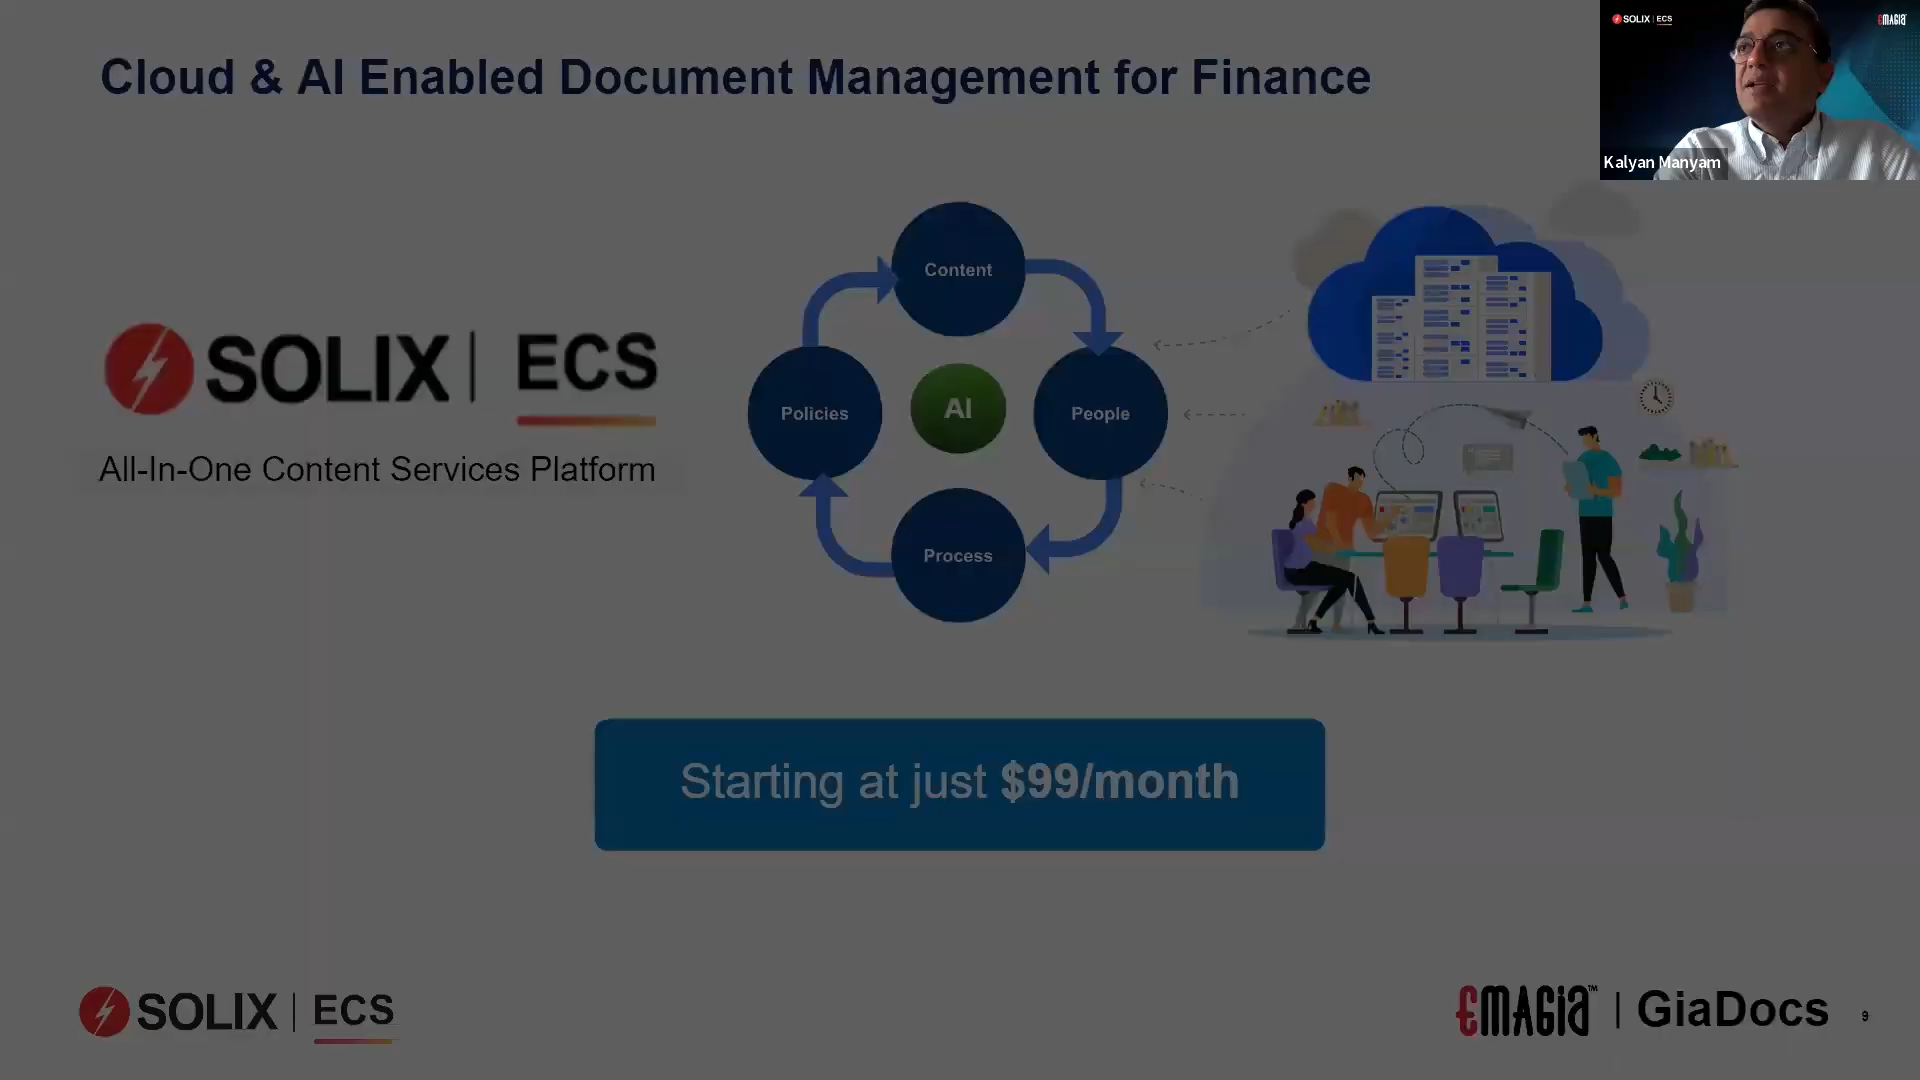 Cloud & AI Enabled Document Management for Finance
SOLIX | ECS
EMAGIA
Kalyan Manyam
Content
SOLIX | ECS
Policies
AI
People
All-In-One Content Services Platform
Process
Starting at just $99/month
SOLIX | ECS
EMAGIA™ | GiaDocs
9